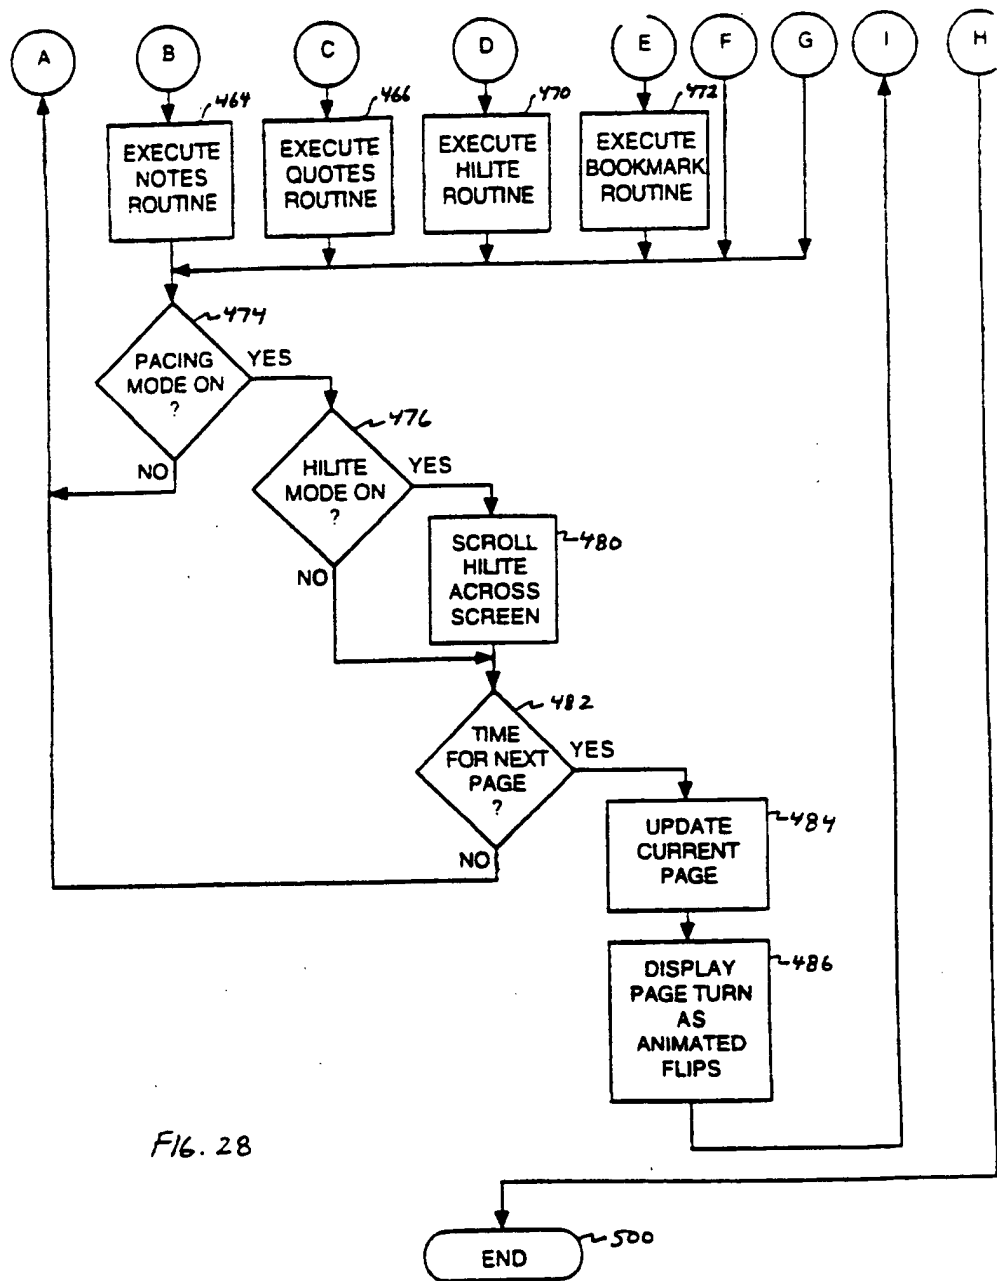 A
B
C
D
E
F
G
I
H
464
466
470
472
EXECUTE
NOTES
ROUTINE
EXECUTE
QUOTES
ROUTINE
EXECUTE
HILITE
ROUTINE
EXECUTE
BOOKMARK
ROUTINE
474
PACING
MODE ON
?
YES
NO
476
HILITE
MODE ON
?
YES
NO
480
SCROLL
HILITE
ACROSS
SCREEN
482
TIME
FOR NEXT
PAGE
?
YES
NO
484
UPDATE
CURRENT
PAGE
486
DISPLAY
PAGE TURN
AS
ANIMATED
FLIPS
FIG. 28
500
END